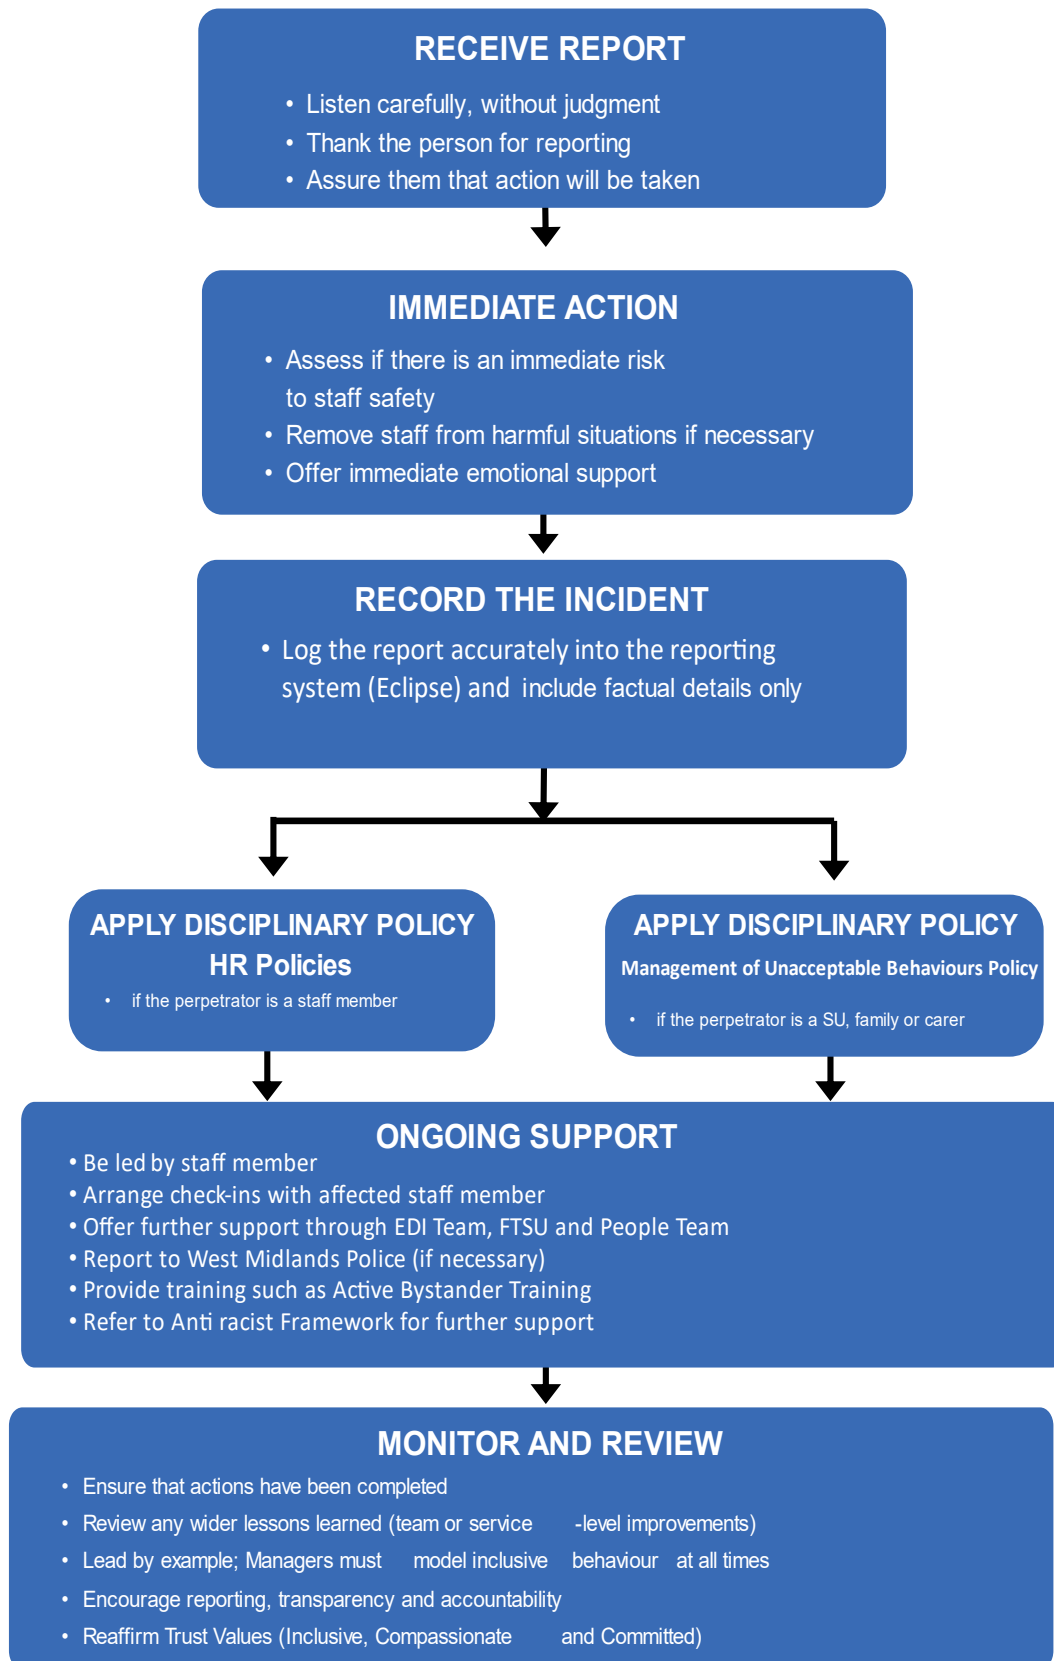 RECEIVE REPORT
• Listen carefully, without judgment
• Thank the person for reporting
• Assure them that action will be taken
IMMEDIATE ACTION
• Assess if there is an immediate risk
to staff safety
• Remove staff from harmful situations if necessary
• Offer immediate emotional support
RECORD THE INCIDENT
• Log the report accurately into the reporting
system (Eclipse) and include factual details only
APPLY DISCIPLINARY POLICY
HR Policies
• if the perpetrator is a staff member
APPLY DISCIPLINARY POLICY
Management of Unacceptable Behaviours Policy
• if the perpetrator is a SU, family or carer
ONGOING SUPPORT
• Be led by staff member
• Arrange check-ins with affected staff member
• Offer further support through EDI Team, FTSU and People Team
• Report to West Midlands Police (if necessary)
• Provide training such as Active Bystander Training
• Refer to Anti racist Framework for further support
MONITOR AND REVIEW
• Ensure that actions have been completed
• Review any wider lessons learned (team or service -level improvements)
• Lead by example; Managers must model inclusive behaviour at all times
• Encourage reporting, transparency and accountability
• Reaffirm Trust Values (Inclusive, Compassionate and Committed)